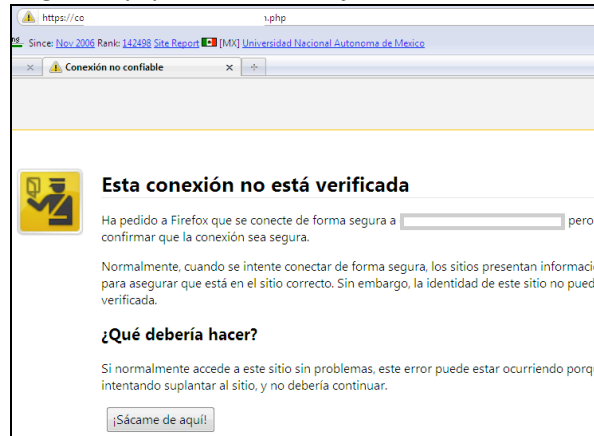 https://co n.php
Since: Nov 2006 Rank: 142498 Site Report [MX] Universidad Nacional Autonoma de Mexico
Conexión no confiable
Esta conexión no está verificada
Ha pedido a Firefox que se conecte de forma segura a pero
confirmar que la conexión sea segura.
Normalmente, cuando se intente conectar de forma segura, los sitios presentan informaci
para asegurar que está en el sitio correcto. Sin embargo, la identidad de este sitio no pued
verificada.
¿Qué debería hacer?
Si normalmente accede a este sitio sin problemas, este error puede estar ocurriendo porq
intentando suplantar al sitio, y no debería continuar.
¡Sácame de aquí!